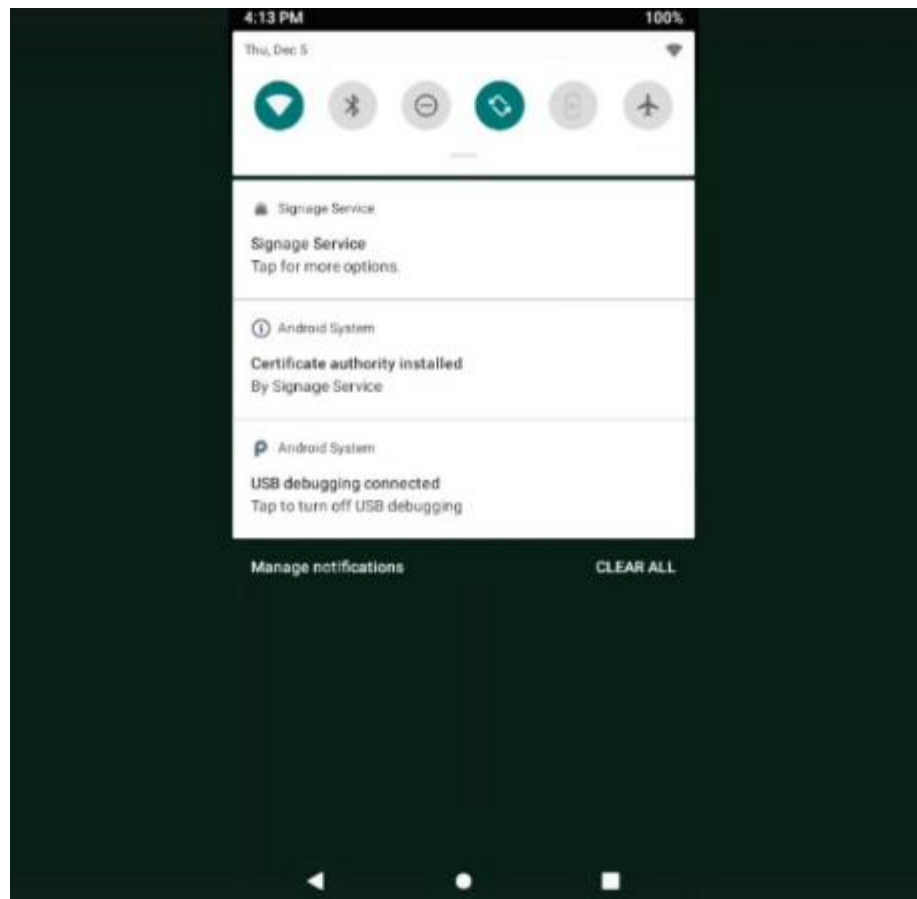 4:13 PM 100%
Thu, Dec 5
Signage Service
Signage Service
Tap for more options.
Android System
Certificate authority installed
By Signage Service
Android System
USB debugging connected
Tap to turn off USB debugging
Manage notifications CLEAR ALL